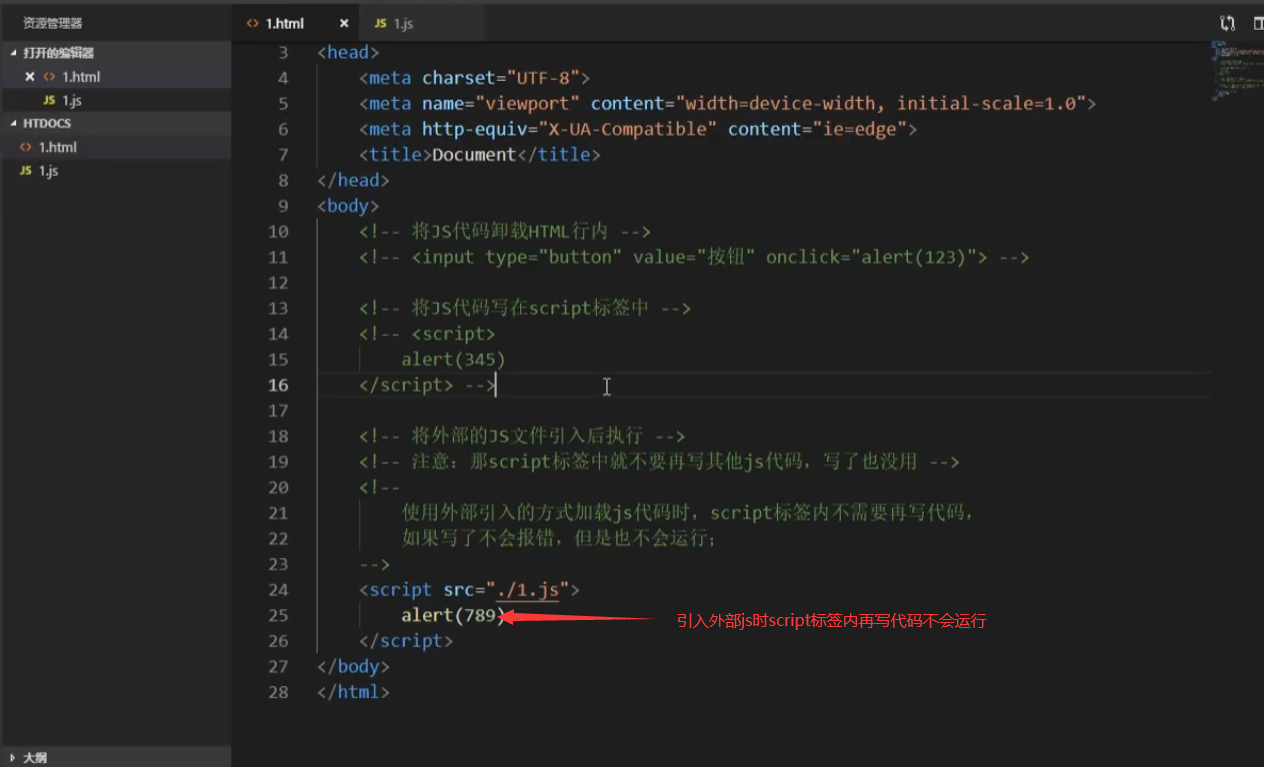 资源管理器
打开的编辑器
1.html
JS 1.js
HTDOCS
1.html
JS 1.js
大纲
1.html
JS 1.js
3 <head>
4 <meta charset="UTF-8">
5 <meta name="viewport" content="width=device-width, initial-scale=1.0">
6 <meta http-equiv="X-UA-Compatible" content="ie=edge">
7 <title>Document</title>
8 </head>
9 <body>
10 <!-- 将JS代码卸载HTML行内 -->
11 <!-- <input type="button" value="按钮" onclick="alert(123)"> -->
12
13 <!-- 将JS代码写在script标签中 -->
14 <!-- <script>
15 alert(345)
16 </script> -->
17
18 <!-- 将外部的JS文件引入后执行 -->
19 <!-- 注意：那script标签中就不要再写其他js代码，写了也没用 -->
20 <!--
21 使用外部引入的方式加载js代码时，script标签内不需要再写代码，
22 如果写了不会报错，但是也不会运行；
23 -->
24 <script src="./1.js">
25 alert(789)
引入外部js时script标签内再写代码不会运行
26 </script>
27 </body>
28 </html>